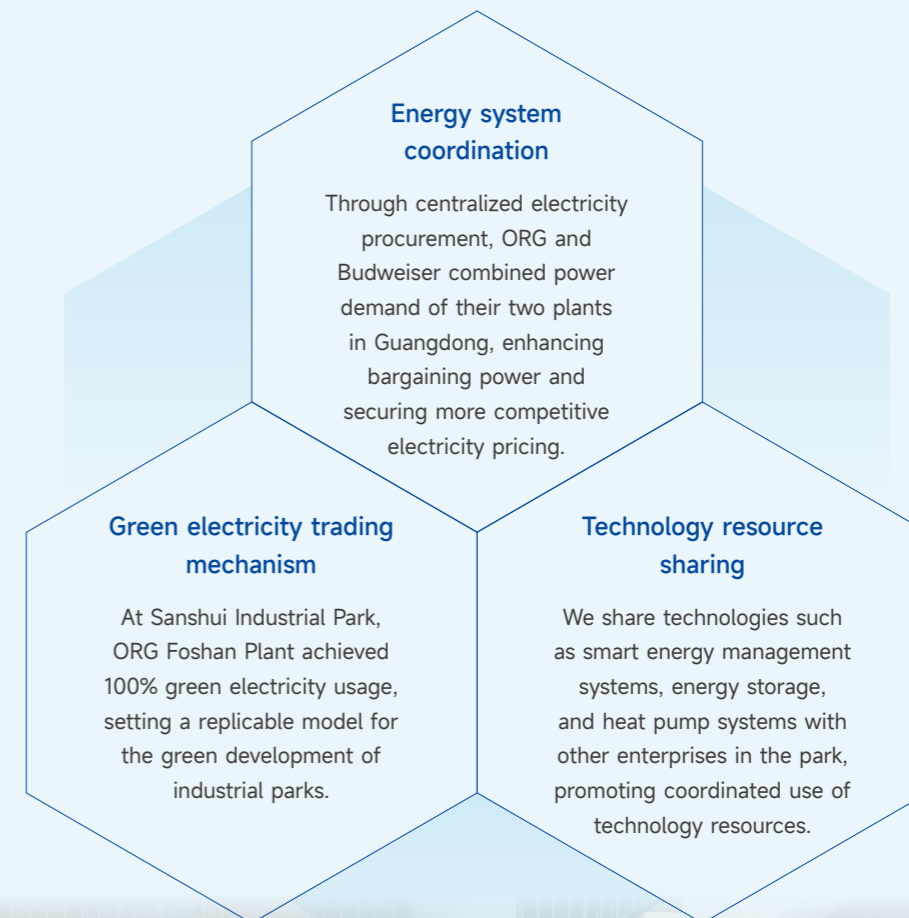 Energy system
coordination
Through centralized electricity
procurement, ORG and
Budweiser combined power
demand of their two plants
in Guangdong, enhancing
bargaining power and
securing more competitive
electricity pricing.
Green electricity trading
mechanism
At Sanshui Industrial Park,
ORG Foshan Plant achieved
100% green electricity usage,
setting a replicable model for
the green development of
industrial parks.
Technology resource
sharing
We share technologies such
as smart energy management
systems, energy storage,
and heat pump systems with
other enterprises in the park,
promoting coordinated use of
technology resources.